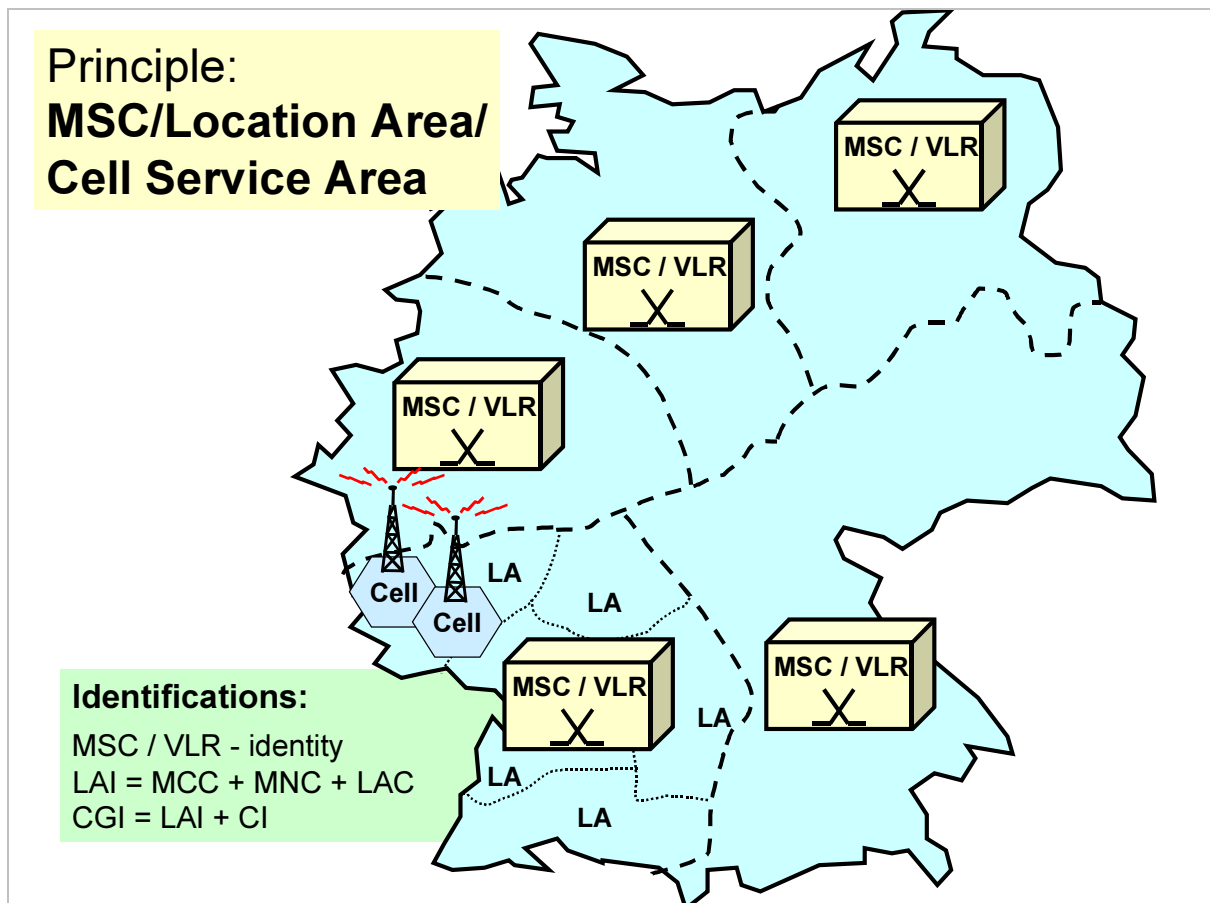 Principle:
MSC/Location Area/
Cell Service Area
MSC / VLR
MSC / VLR
MSC / VLR
LA
Cell
LA
Cell
MSC / VLR
MSC / VLR
LA
LA
LA
Identifications:
MSC / VLR - identity
LAI = MCC + MNC + LAC
CGI = LAI + CI